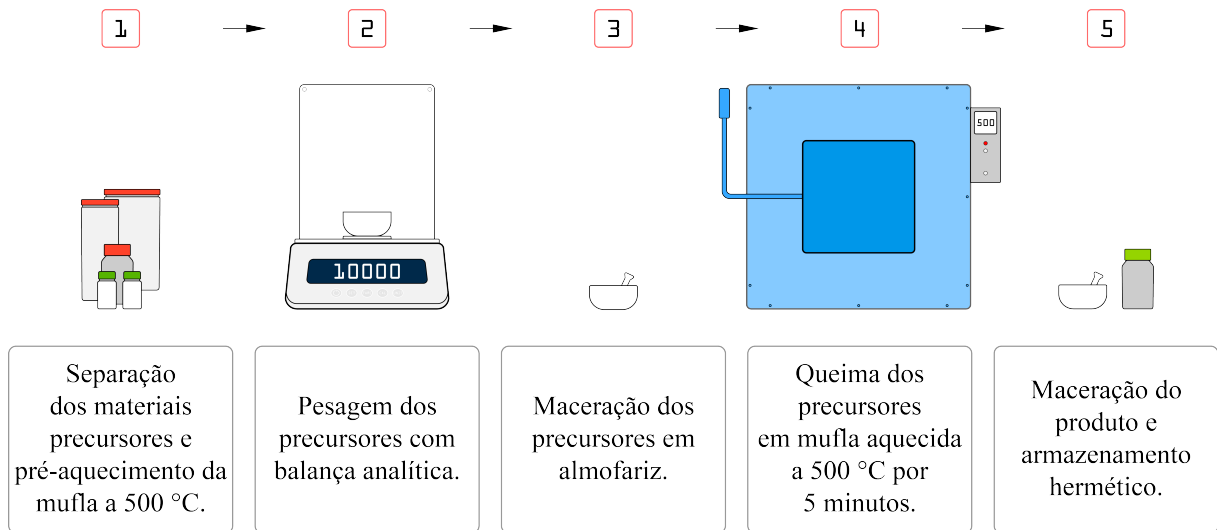 1
2
3
4
5
10000
500
Separação
dos materiais
precursores e
pré-aquecimento da
mufla a 500 °C.
Pesagem dos
precursores com
balança analítica.
Maceração dos
precursores em
almofariz.
Queima dos
precursores
em mufla aquecida
a 500 °C por
5 minutos.
Maceração do
produto e
armazenamento
hermético.